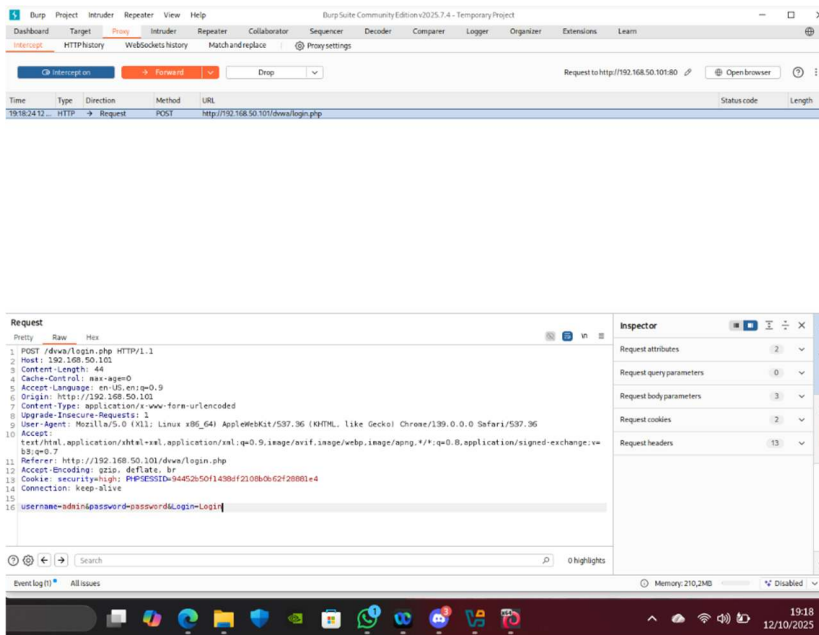 Burp Project Intruder Repeater View Help Burp Suite Community Edition v2025.7.4 - Temporary Project
Dashboard Target Proxy Intruder Repeater Collaborator Sequencer Decoder Comparer Logger Organizer Extensions Learn
Intercept HTTP history WebSockets history Match and replace Proxy settings
Intercept on Forward Drop Request to http://192.168.50.101:80 Open browser
Time Type Direction Method URL Status code Length
19:18:24 12 ... HTTP → Request POST http://192.168.50.101/dvwa/login.php
Request
Pretty Raw Hex \n
1 POST /dvwa/login.php HTTP/1.1
2 Host: 192.168.50.101
3 Content-Length: 44
4 Cache-Control: max-age=0
5 Accept-Language: en-US,en;q=0.9
6 Origin: http://192.168.50.101
7 Content-Type: application/x-www-form-urlencoded
8 Upgrade-Insecure-Requests: 1
9 User-Agent: Mozilla/5.0 (X11; Linux x86_64) AppleWebKit/537.36 (KHTML, like Gecko) Chrome/139.0.0.0 Safari/537.36
10 Accept:
text/html,application/xhtml+xml,application/xml;q=0.9,image/avif,image/webp,image/apng,*/*;q=0.8,application/signed-exchange;v=
b3;q=0.7
11 Referer: http://192.168.50.101/dvwa/login.php
12 Accept-Encoding: gzip, deflate, br
13 Cookie: security=high; PHPSESSID=94452b50f1438df2108b0b62f28881e4
14 Connection: keep-alive
15
16 username=admin&password=password&Login=Login
Inspector
Request attributes 2
Request query parameters 0
Request body parameters 3
Request cookies 2
Request headers 13
Search 0 highlights
Event log (1) All issues Memory: 210,2MB Disabled
3
19:18
12/10/2025